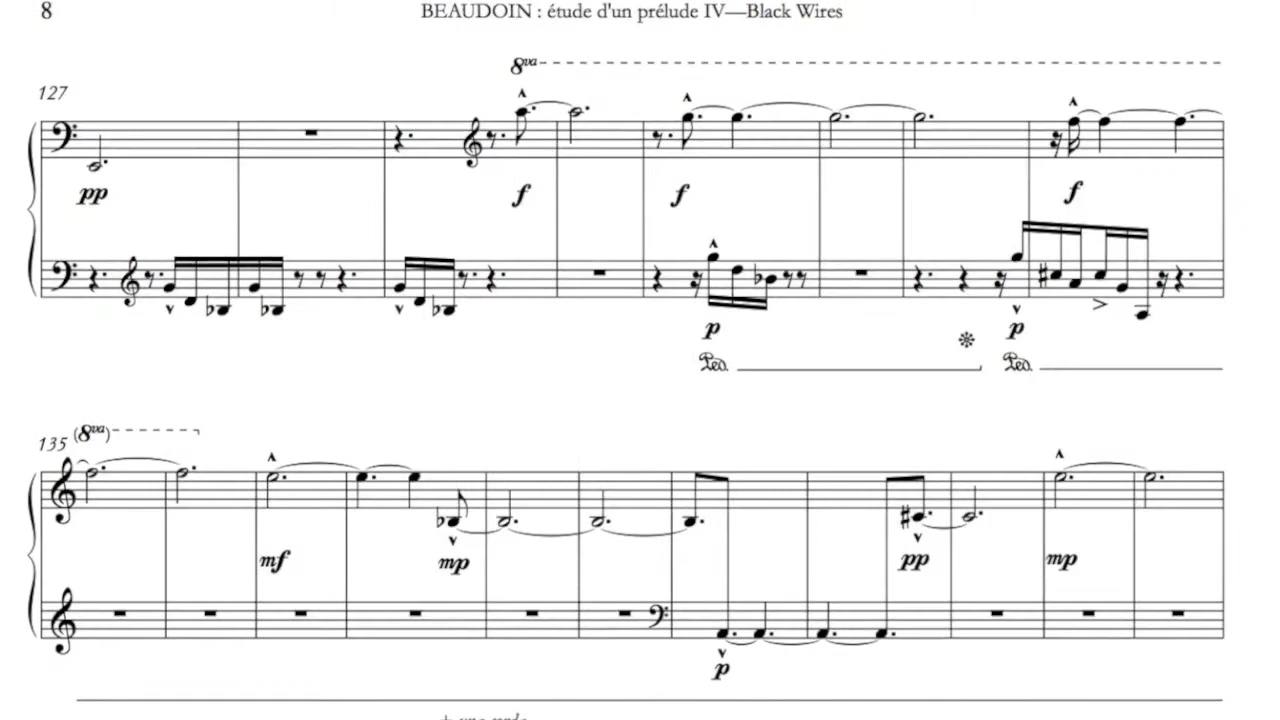 8
BEAUDOIN : étude d'un prélude IV—Black Wires
8va
127
pp
f
f
f
p
p
Ped.
Ped.
(8va)
135
mf
mp
pp
mp
p